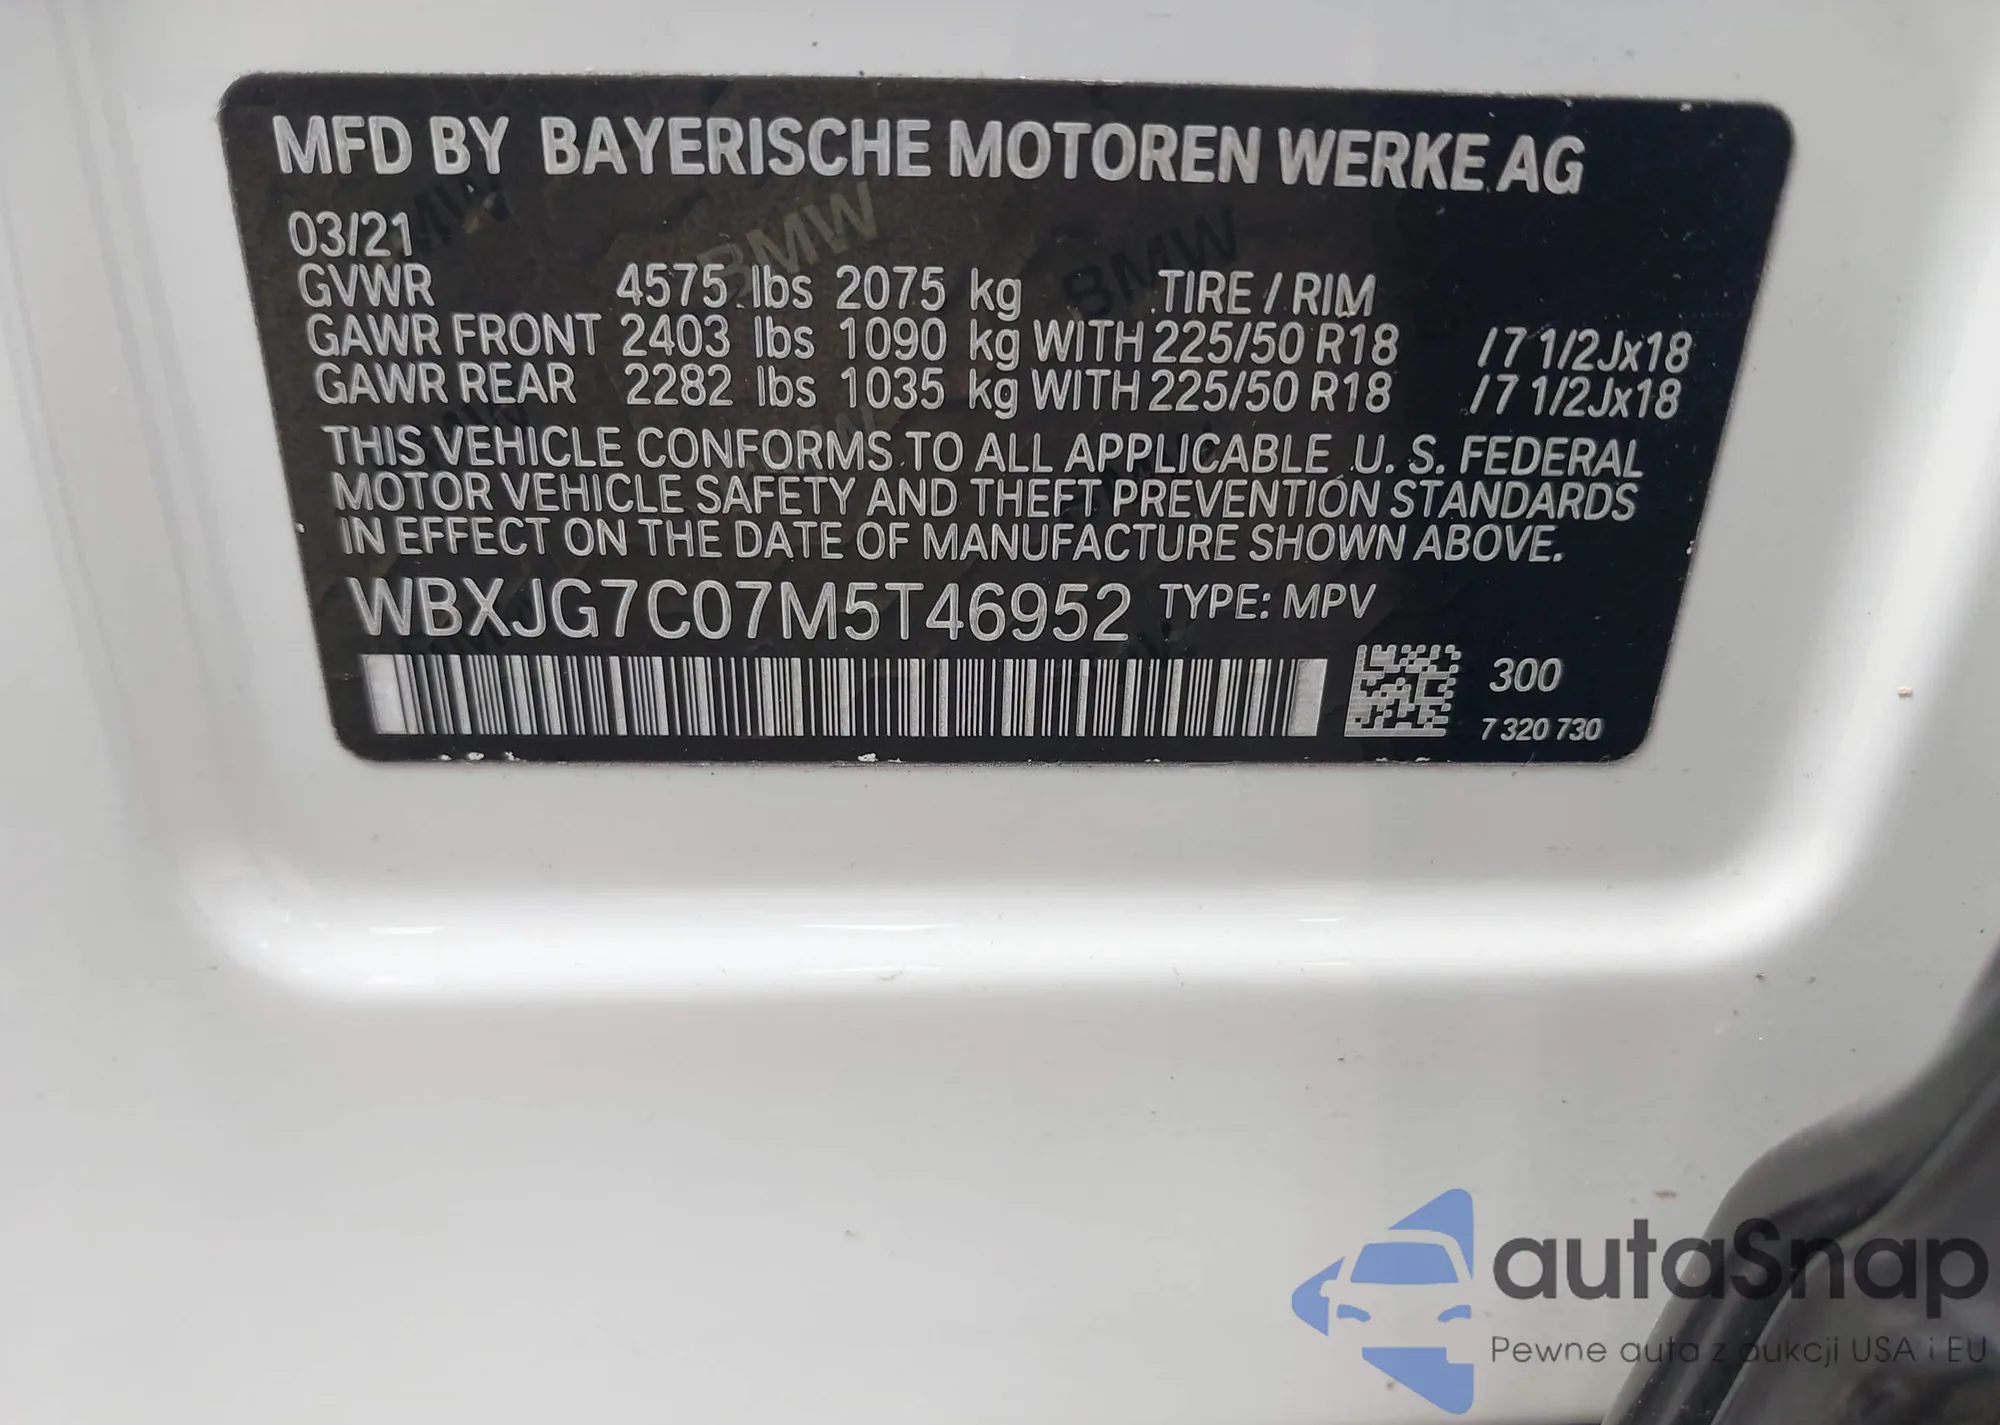 MFD BY BAYERISCHE MOTOREN WERKE AG
03/21
GVWR 4575 lbs 2075 kg TIRE / RIM
GAWR FRONT 2403 lbs 1090 kg WITH 225/50 R18 /7 1/2Jx18
GAWR REAR 2282 lbs 1035 kg WITH 225/50 R18 /7 1/2Jx18
THIS VEHICLE CONFORMS TO ALL APPLICABLE U. S. FEDERAL
MOTOR VEHICLE SAFETY AND THEFT PREVENTION STANDARDS
IN EFFECT ON THE DATE OF MANUFACTURE SHOWN ABOVE.
WBXJG7C07M5T46952 TYPE: MPV
300
7 320 730
BMW
BMW
autaSnap
Pewne auta z aukcji USA i EU